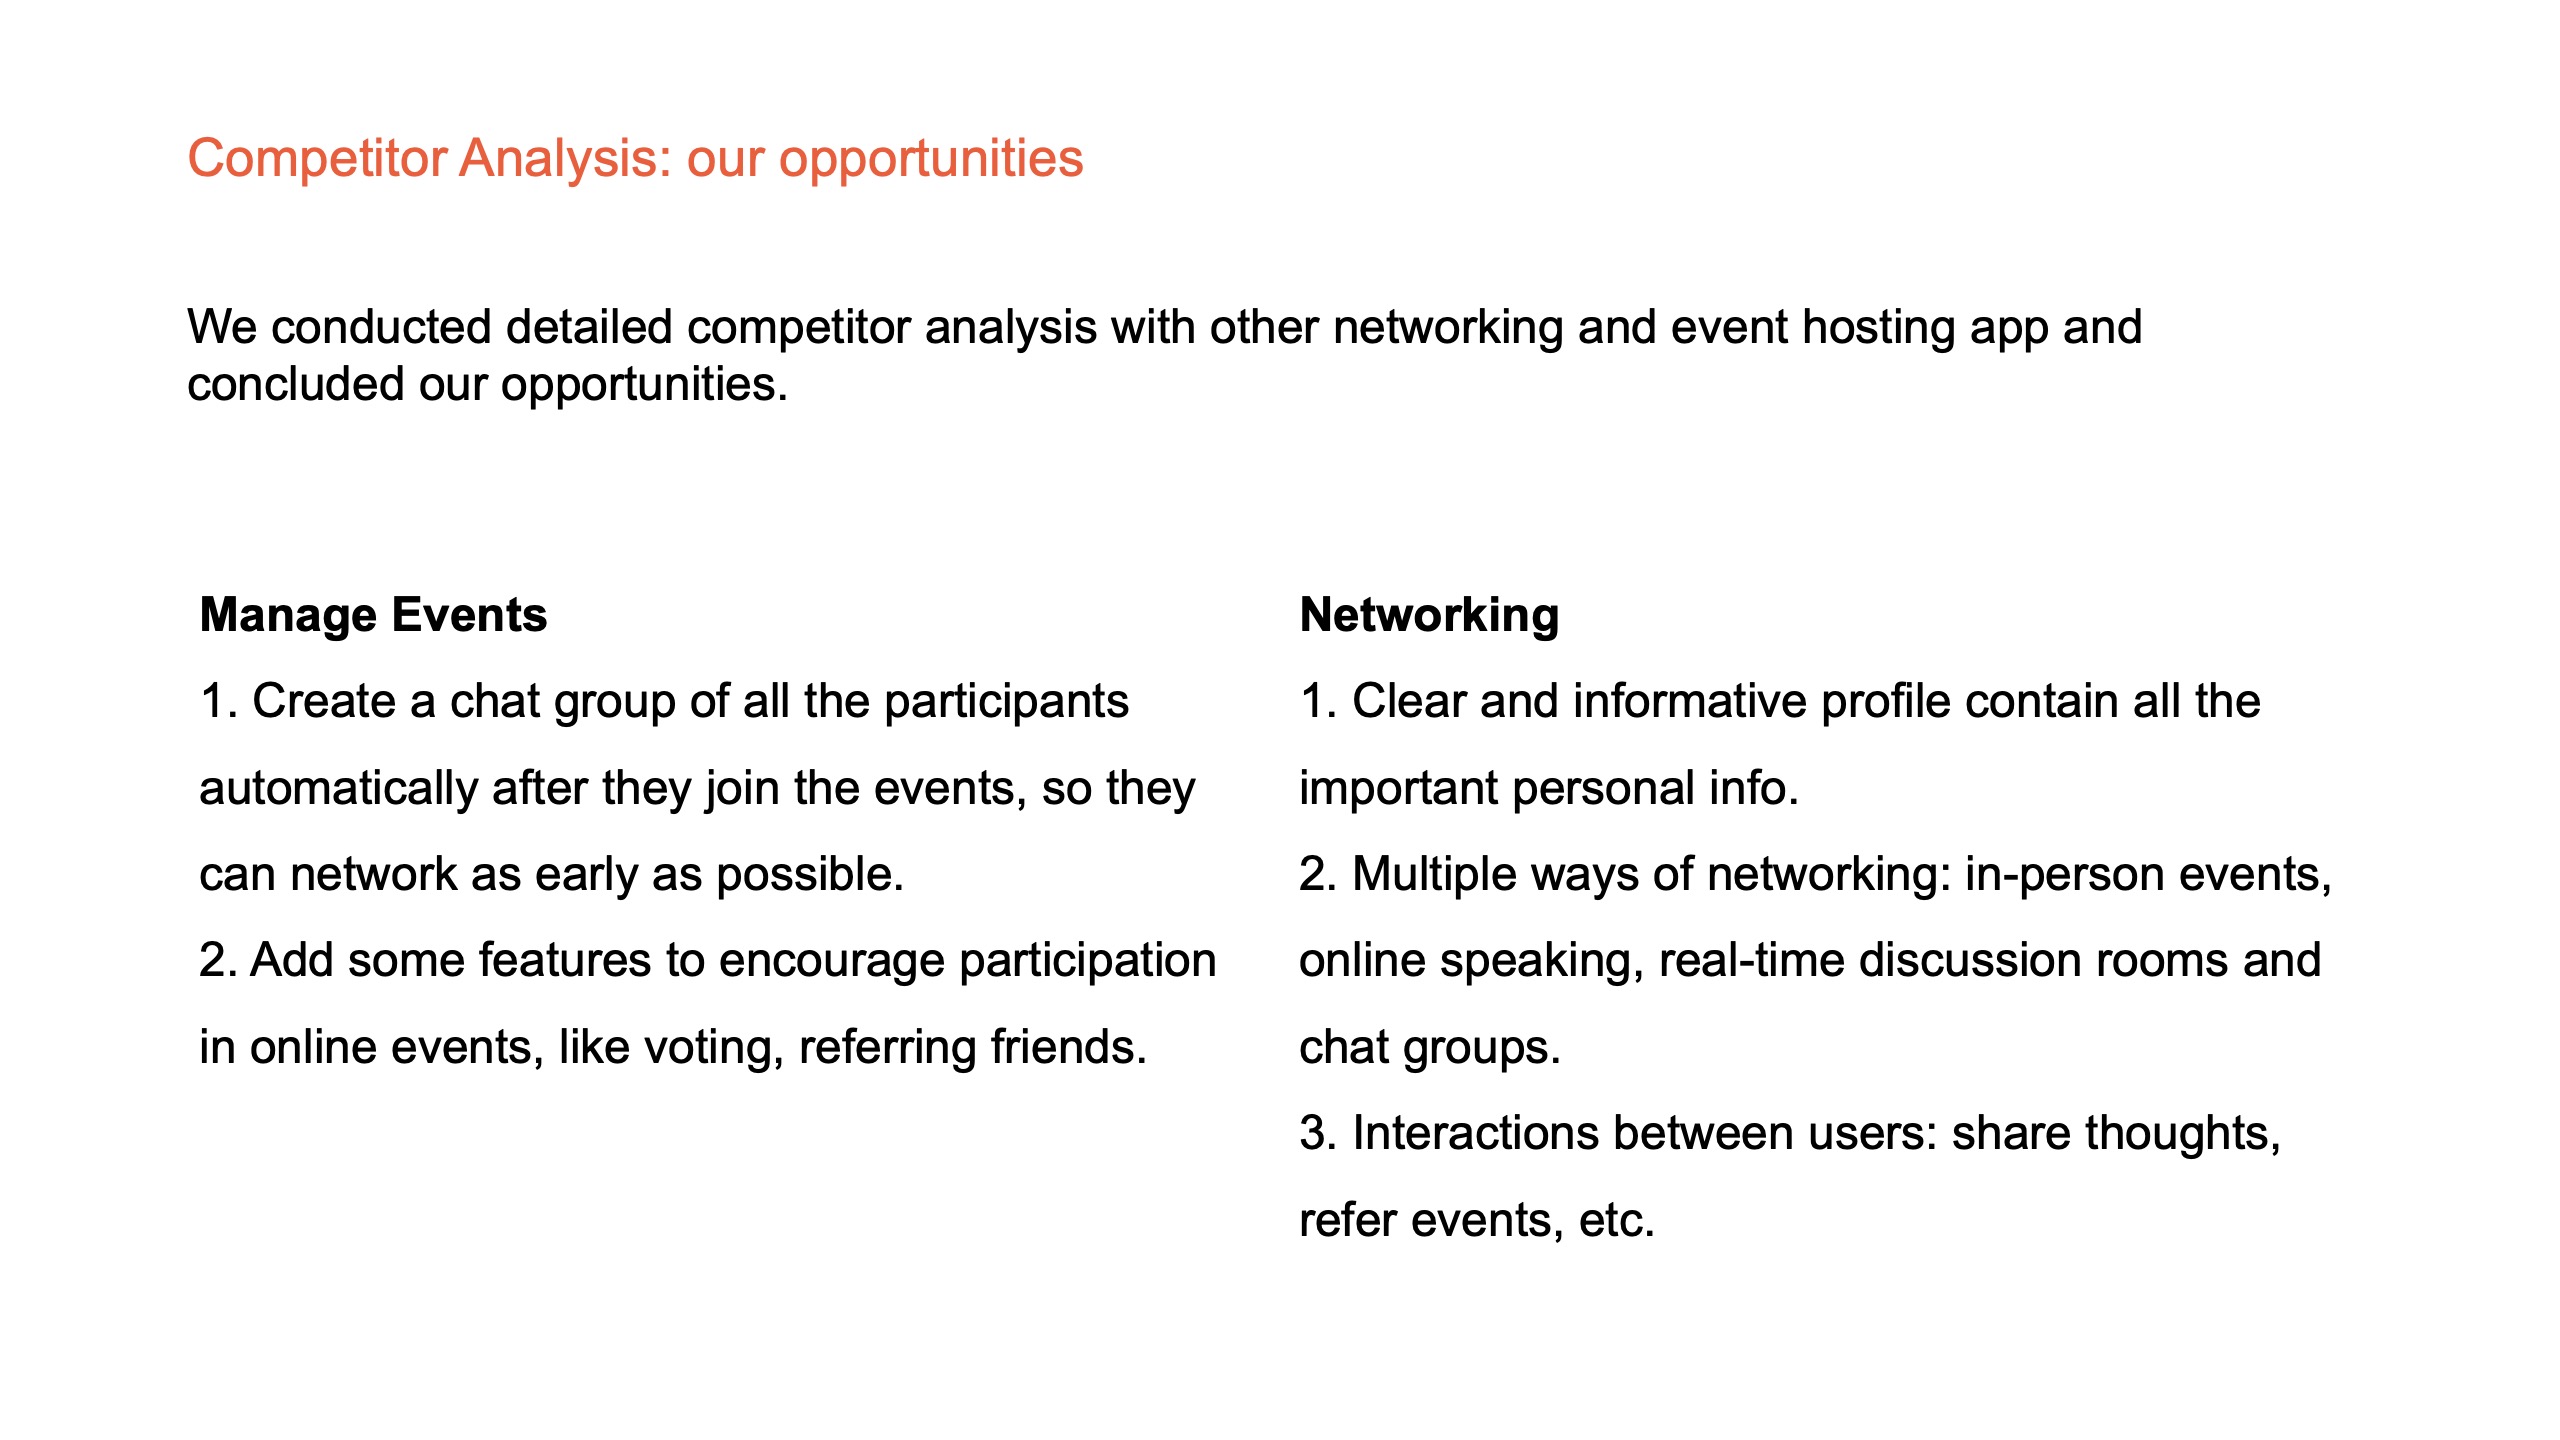 Competitor Analysis: our opportunities
We conducted detailed competitor analysis with other networking and event hosting app and
concluded our opportunities.
Manage Events
1. Create a chat group of all the participants
automatically after they join the events, so they
can network as early as possible.
2. Add some features to encourage participation
in online events, like voting, referring friends.
Networking
1. Clear and informative profile contain all the
important personal info.
2. Multiple ways of networking: in-person events,
online speaking, real-time discussion rooms and
chat groups.
3. Interactions between users: share thoughts,
refer events, etc.